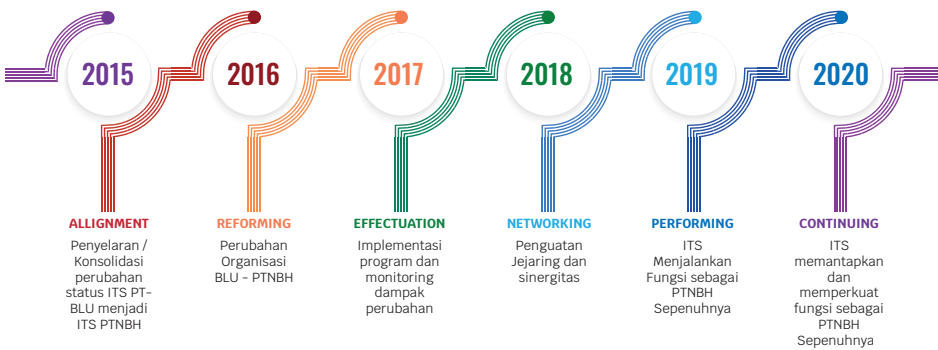 2015
2016
2017
2018
2019
2020
ALLIGNMENT
Penyelaran /
Konsolidasi
perubahan
status ITS PT-
BLU menjadi
ITS PTNBH
REFORMING
Perubahan
Organisasi
BLU - PTNBH
EFFECTUATION
Implementasi
program dan
monitoring
dampak
perubahan
NETWORKING
Penguatan
Jejaring dan
sinergitas
PERFORMING
ITS
Menjalankan
Fungsi sebagai
PTNBH
Sepenuhnya
CONTINUING
ITS
memantapkan
dan
memperkuat
fungsi sebagai
PTNBH
Sepenuhnya